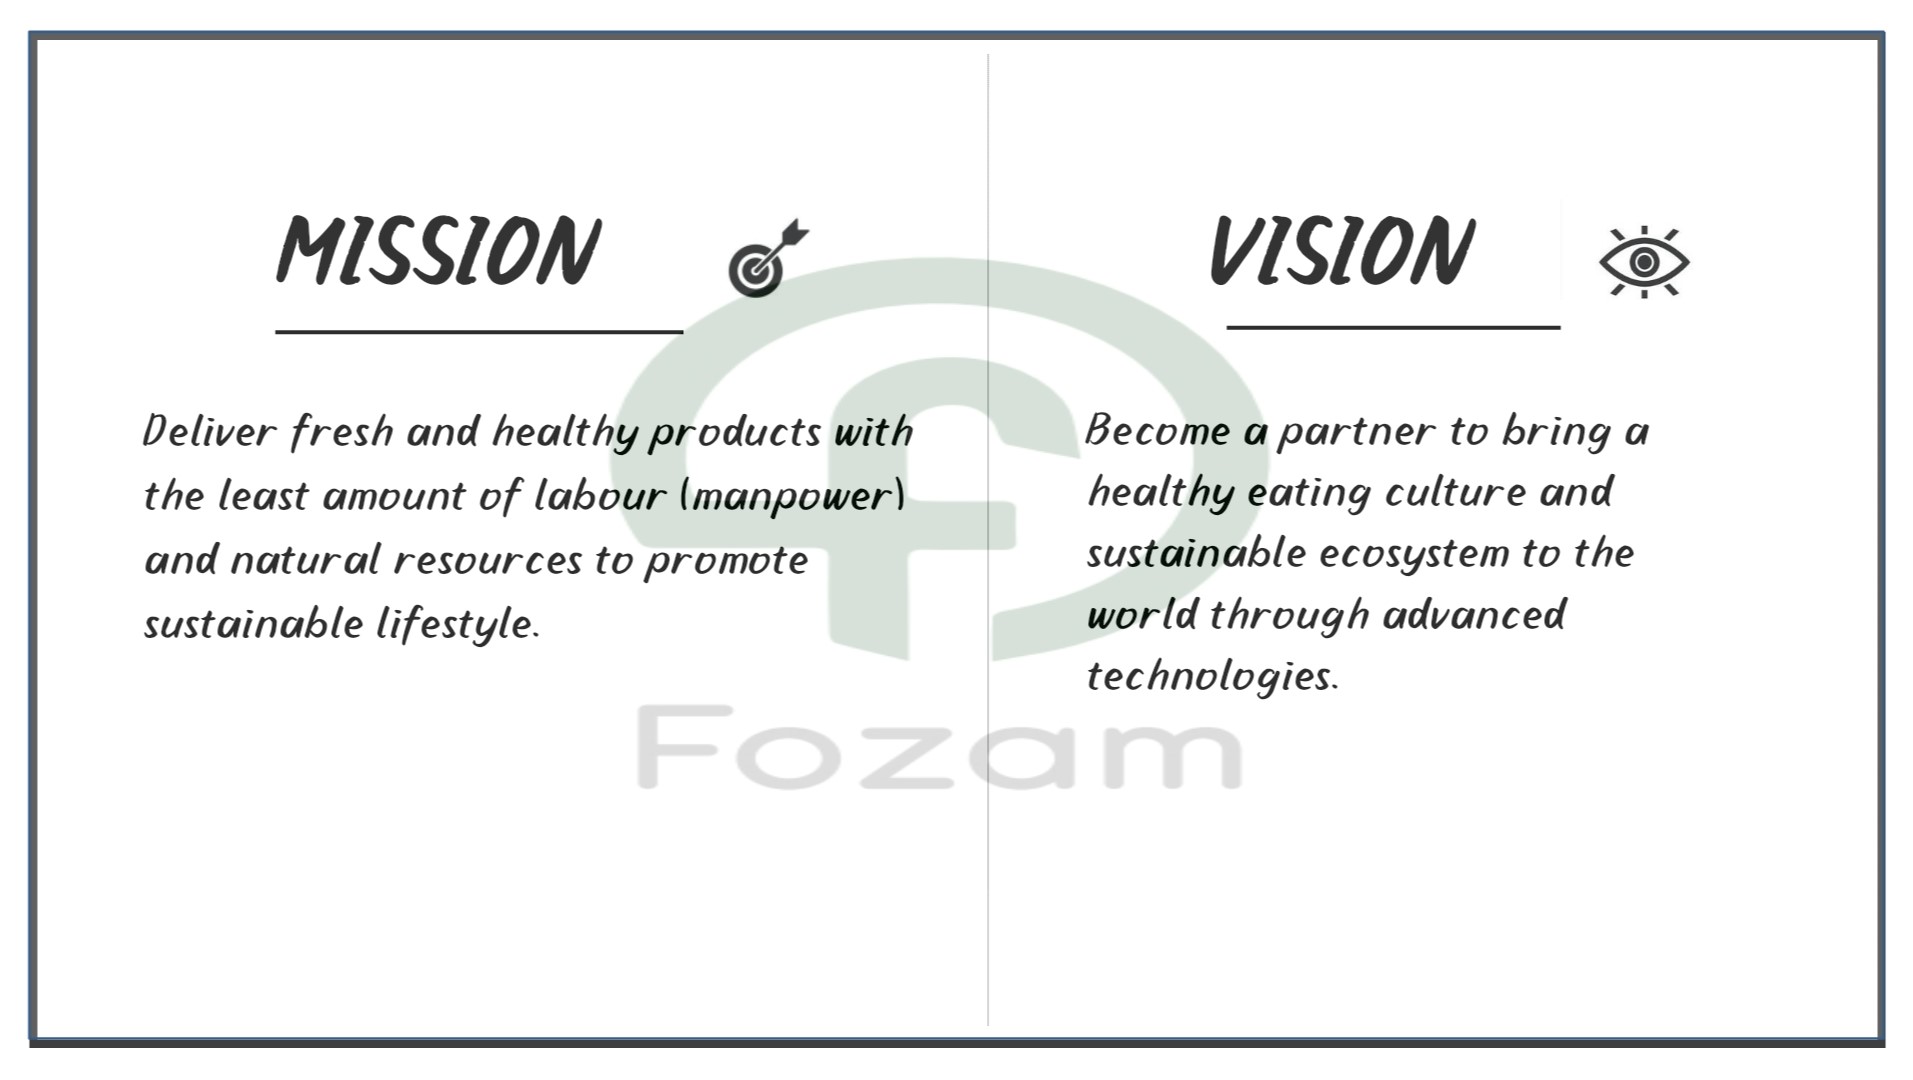 MISSION
Deliver fresh and healthy products with
the least amount of labour (manpower)
and natural resources to promote
sustainable lifestyle.
VISION
Become a partner to bring a
healthy eating culture and
sustainable ecosystem to the
world through advanced
technologies.
Fozam